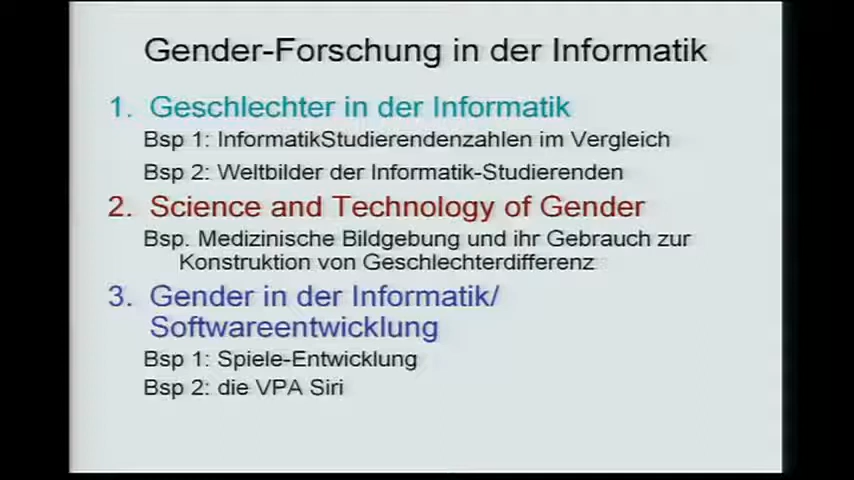 Gender-Forschung in der Informatik
1. Geschlechter in der Informatik
Bsp 1: InformatikStudierendenzahlen im Vergleich
Bsp 2: Weltbilder der Informatik-Studierenden
2. Science and Technology of Gender
Bsp. Medizinische Bildgebung und ihr Gebrauch zur
Konstruktion von Geschlechterdifferenz
3. Gender in der Informatik/
Softwareentwicklung
Bsp 1: Spiele-Entwicklung
Bsp 2: die VPA Siri